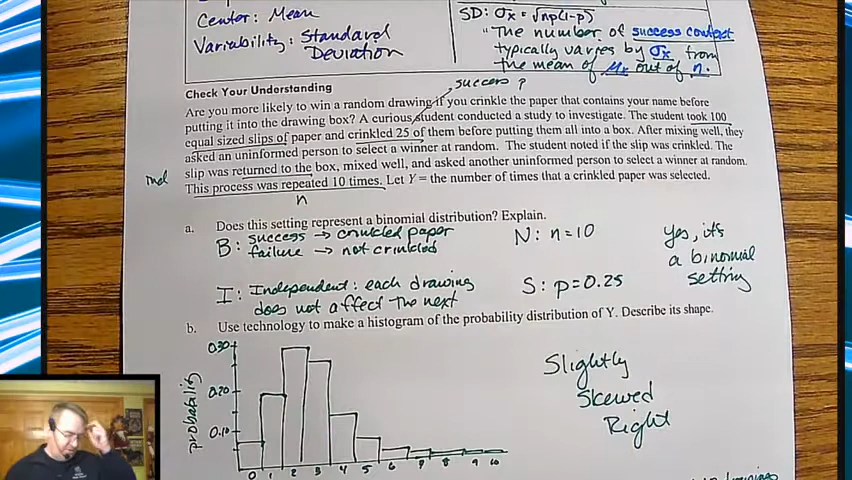 Center: Mean
Variability: Standard
Deviation
SD: σx = √np(1-p)
"The number of success context
typically varies by σx from
the mean of μx out of n.
Check Your Understanding
success ?
Are you more likely to win a random drawing if you crinkle the paper that contains your name before
putting it into the drawing box? A curious student conducted a study to investigate. The student took 100
equal sized slips of paper and crinkled 25 of them before putting them all into a box. After mixing well, they
asked an uninformed person to select a winner at random. The student noted if the slip was crinkled. The
slip was returned to the box, mixed well, and asked another uninformed person to select a winner at random.
This process was repeated 10 times. Let Y = the number of times that a crinkled paper was selected.
n
a. Does this setting represent a binomial distribution? Explain.
B: success → crinkled paper
failure → not crinkled
N: n=10
yes, it's
a binomial
setting
I: Independent: each drawing
does not affect the next
S: p=0.25
b. Use technology to make a histogram of the probability distribution of Y. Describe its shape.
0.30
0.20
0.10
probability
0 1 2 3 4 5 6 7 8 9 10
Slightly
Skewed
Right